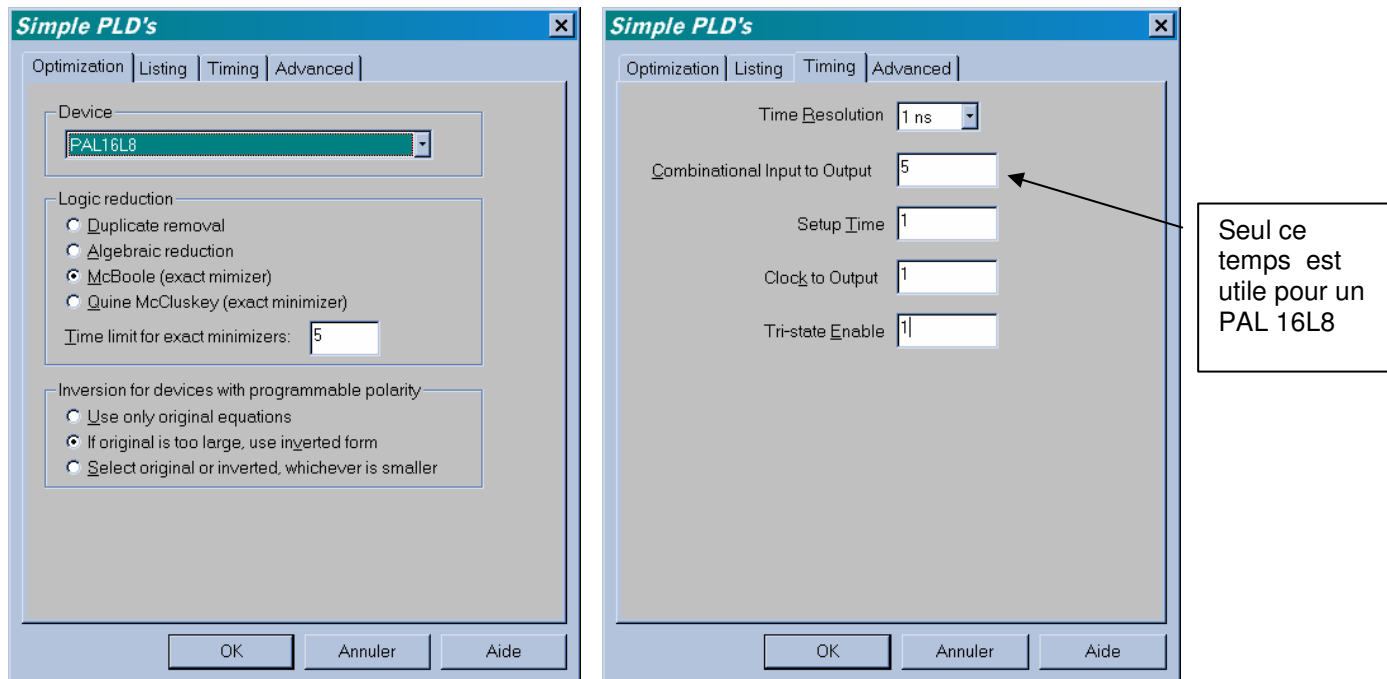 Simple PLD's
Optimization Listing Timing Advanced
Device
PAL16L8
Logic reduction
Duplicate removal
Algebraic reduction
McBoole (exact mimizer)
Quine McCluskey (exact minimizer)
Time limit for exact minimizers: 5
Inversion for devices with programmable polarity
Use only original equations
If original is too large, use inverted form
Select original or inverted, whichever is smaller
OK Annuler Aide
Simple PLD's
Optimization Listing Timing Advanced
Time Resolution 1 ns
Combinational Input to Output 5
Setup Time 1
Clock to Output 1
Tri-state Enable 1
OK Annuler Aide
Seul ce
temps est
utile pour un
PAL 16L8